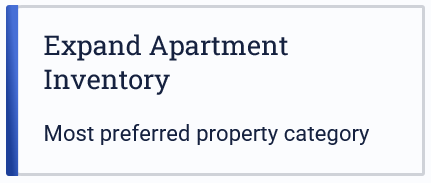 Expand Apartment
Inventory
Most preferred property category